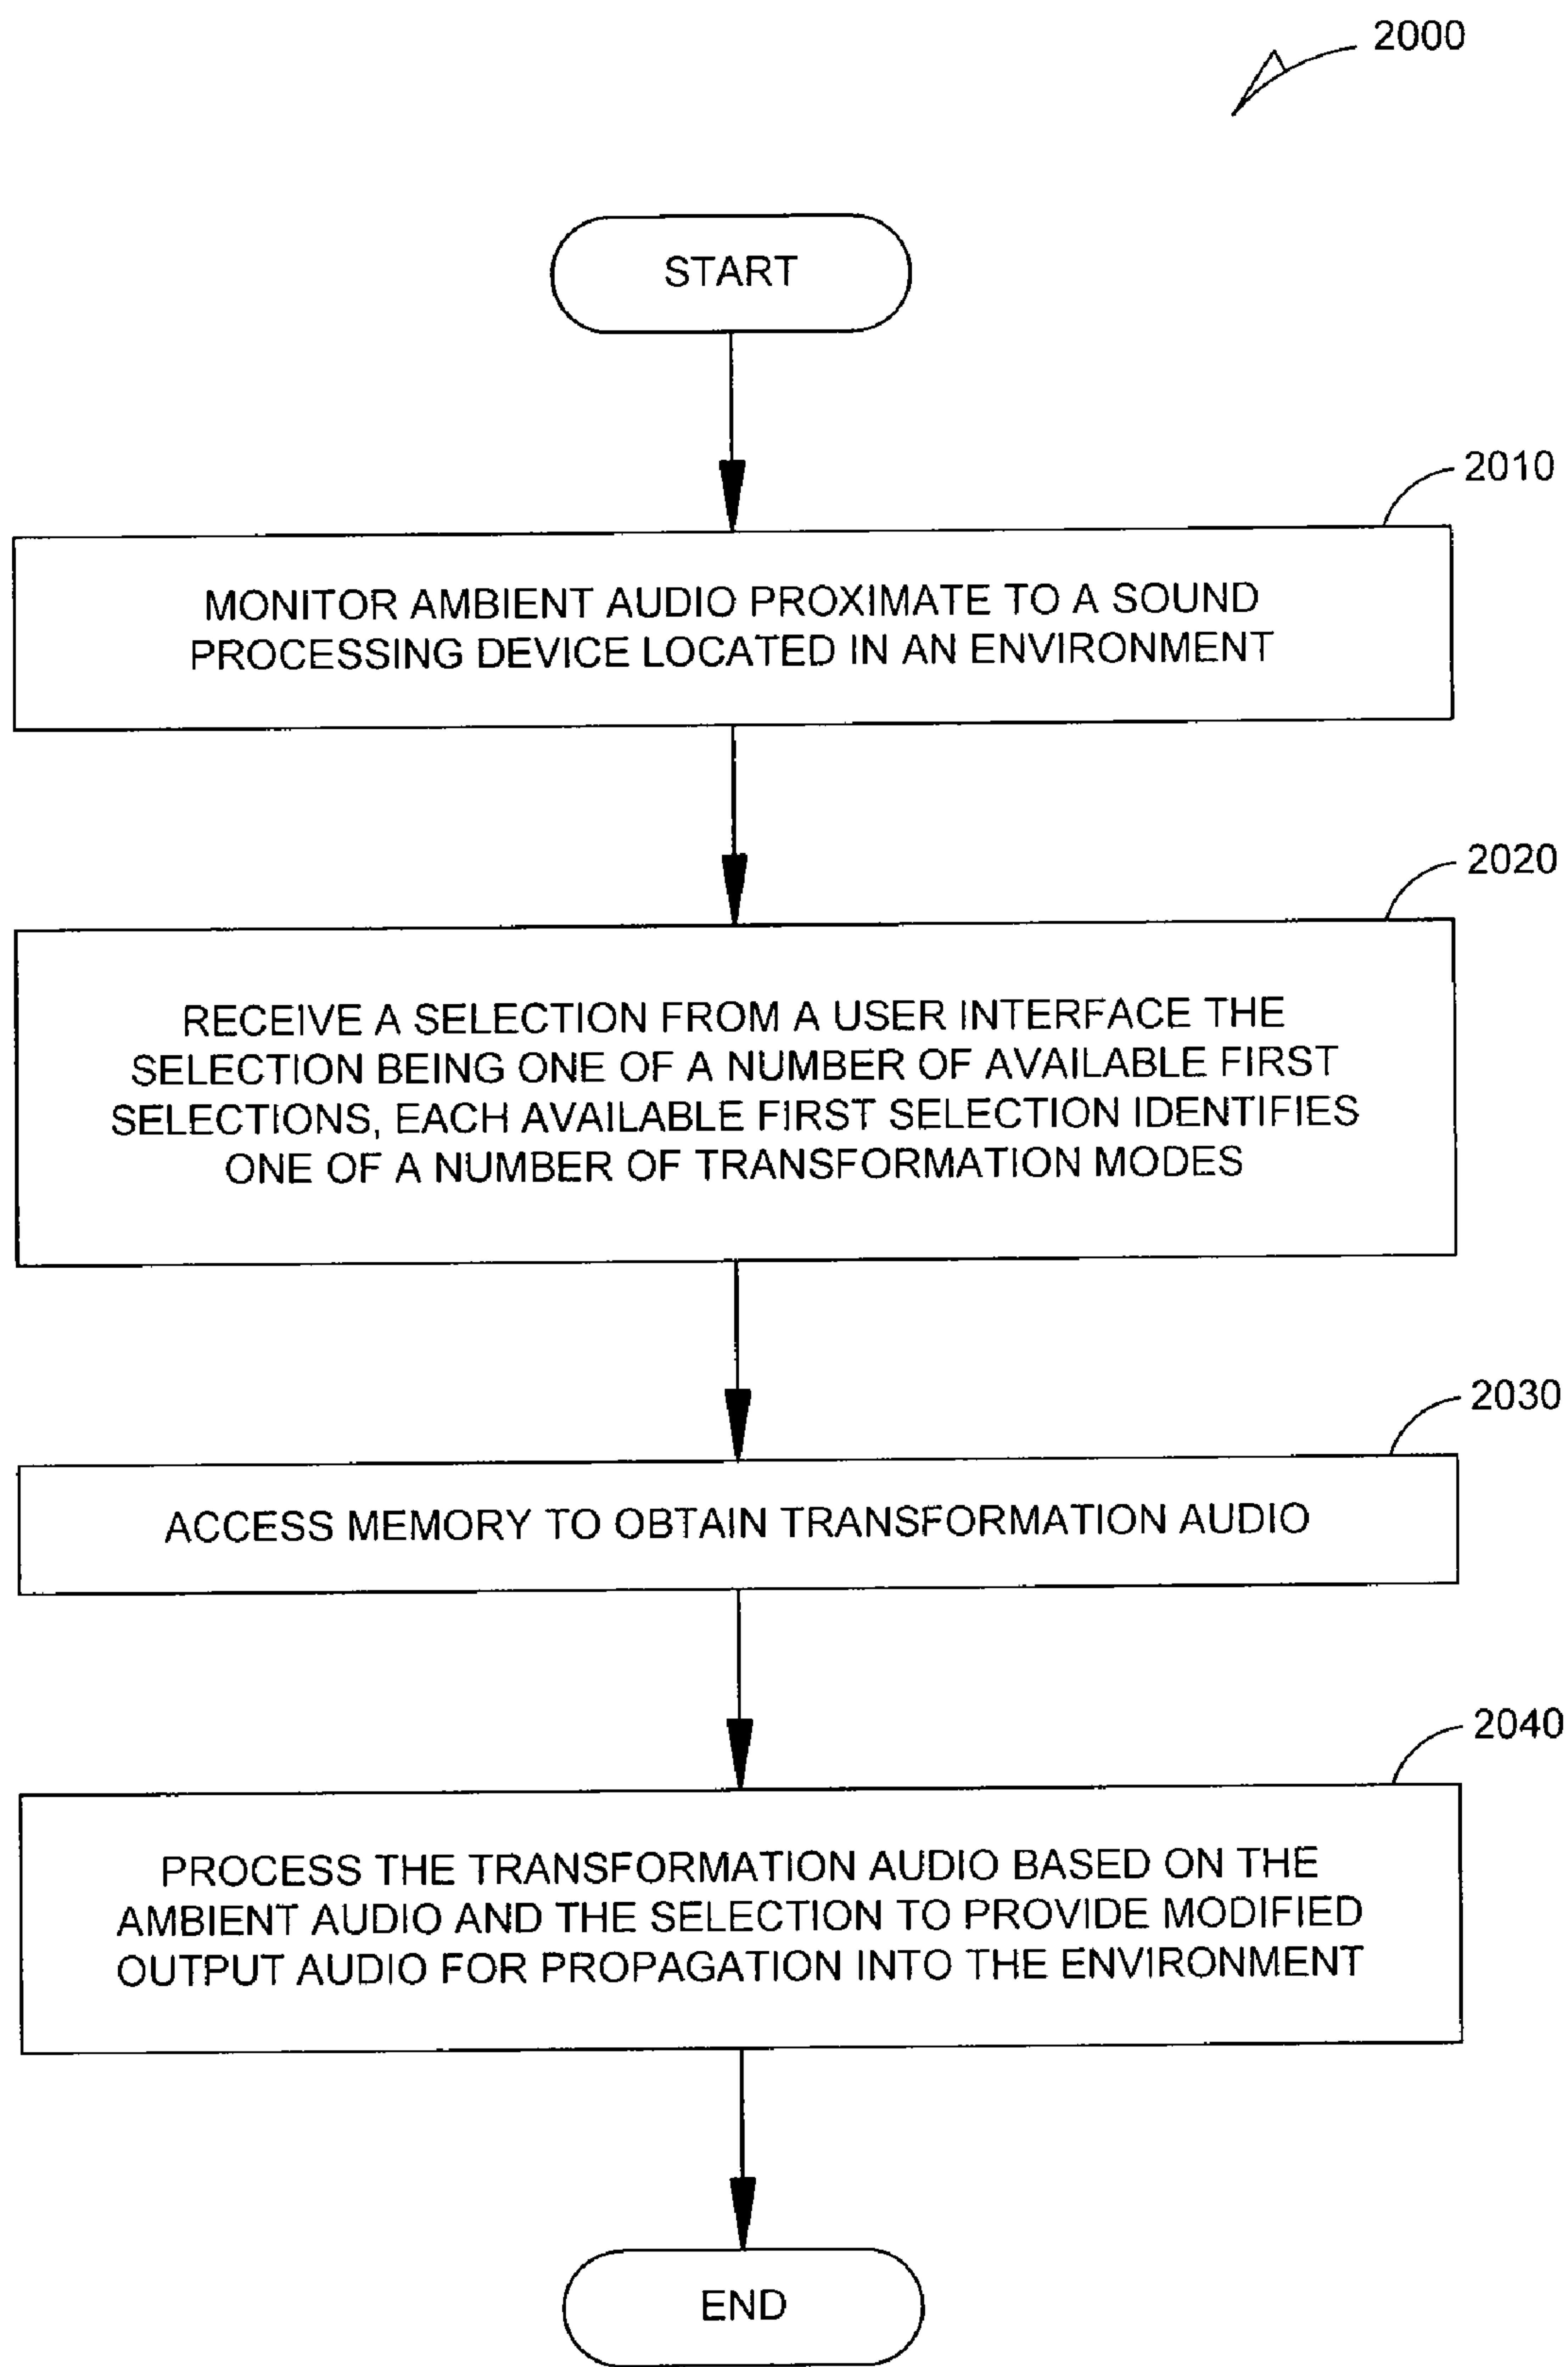 2000
START
2010
MONITOR AMBIENT AUDIO PROXIMATE TO A SOUND
PROCESSING DEVICE LOCATED IN AN ENVIRONMENT
2020
RECEIVE A SELECTION FROM A USER INTERFACE THE
SELECTION BEING ONE OF A NUMBER OF AVAILABLE FIRST
SELECTIONS, EACH AVAILABLE FIRST SELECTION IDENTIFIES
ONE OF A NUMBER OF TRANSFORMATION MODES
2030
ACCESS MEMORY TO OBTAIN TRANSFORMATION AUDIO
2040
PROCESS THE TRANSFORMATION AUDIO BASED ON THE
AMBIENT AUDIO AND THE SELECTION TO PROVIDE MODIFIED
OUTPUT AUDIO FOR PROPAGATION INTO THE ENVIRONMENT
END